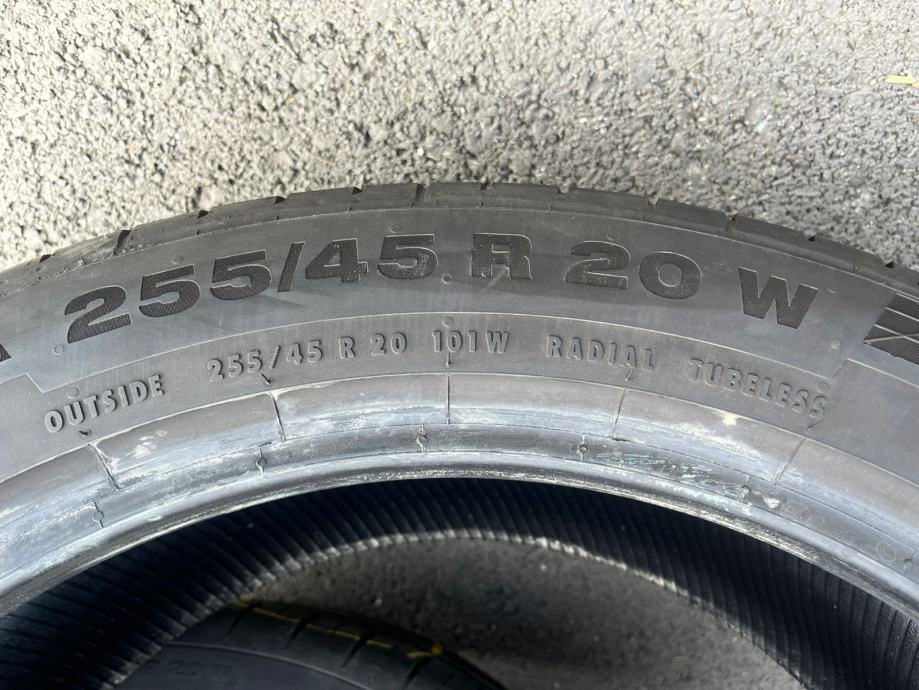 255/45 R 20 W
OUTSIDE 255/45 R 20 101W RADIAL TUBELESS